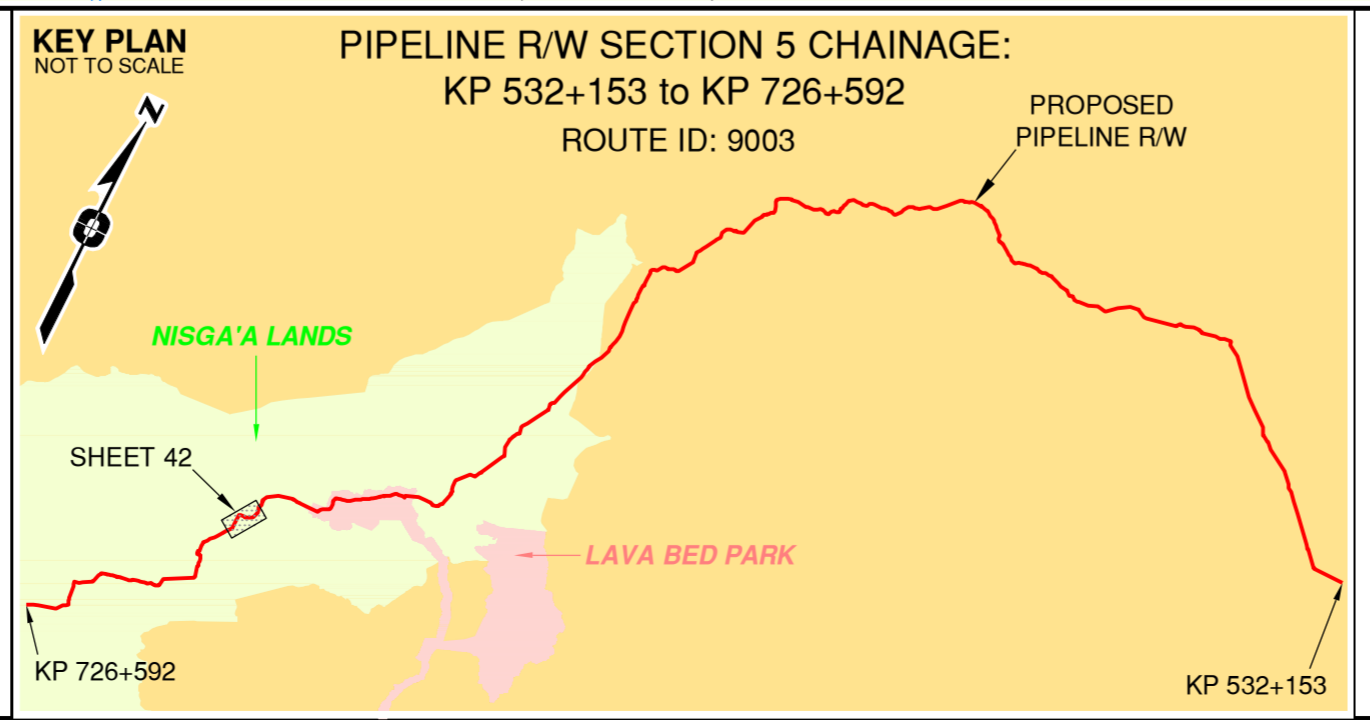 KEY PLAN
NOT TO SCALE
PIPELINE R/W SECTION 5 CHAINAGE:
KP 532+153 to KP 726+592
ROUTE ID: 9003
PROPOSED
PIPELINE R/W
N
NISGA'A LANDS
SHEET 42
LAVA BED PARK
KP 726+592
KP 532+153